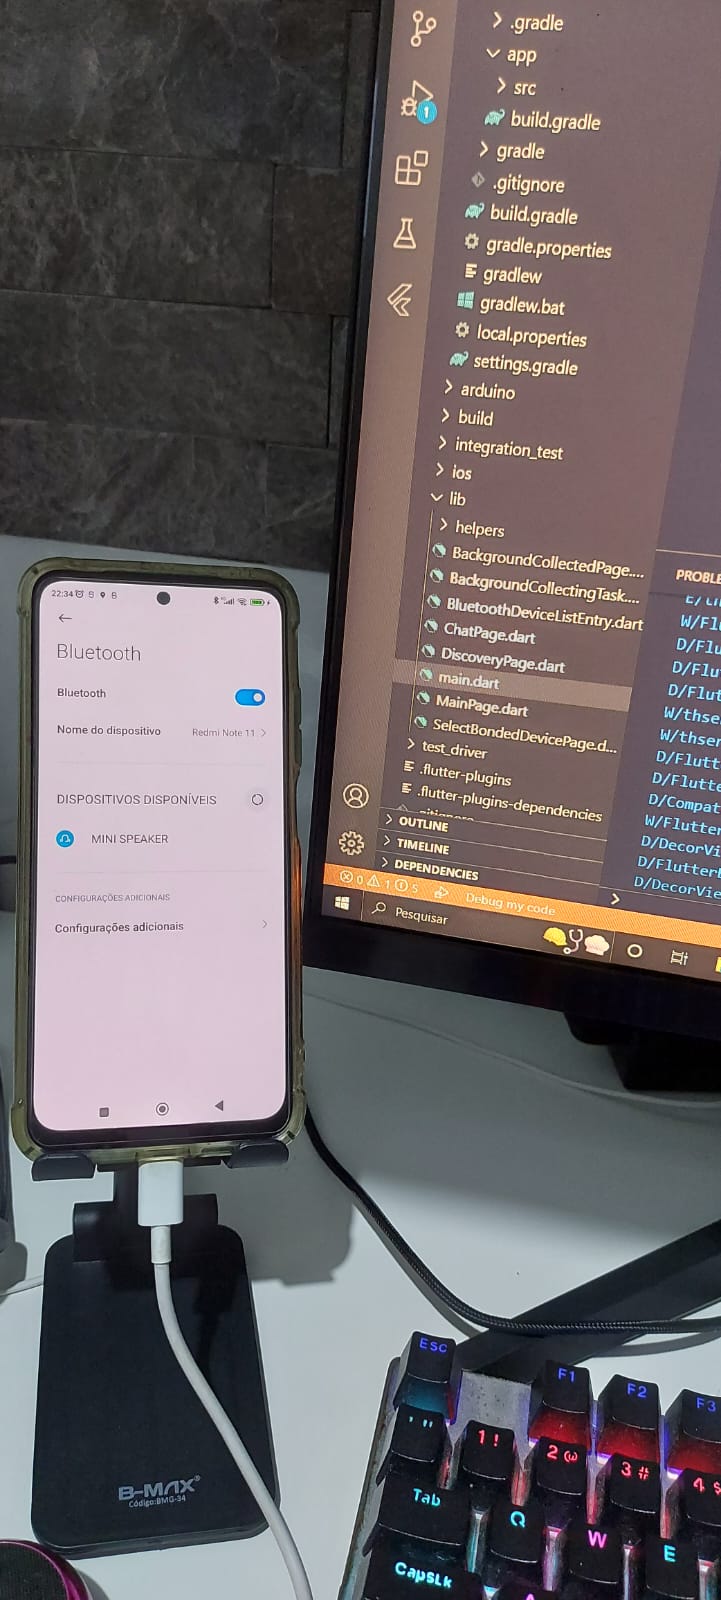 .gradle
app
src
build.gradle
gradle
.gitignore
build.gradle
gradle.properties
gradlew
gradlew.bat
local.properties
settings.gradle
arduino
build
integration_test
ios
lib
helpers
BackgroundCollectedPage....
BackgroundCollectingTask....
BluetoothDeviceListEntry.dart
ChatPage.dart
DiscoveryPage.dart
main.dart
MainPage.dart
SelectBondedDevicePage.d...
test_driver
.flutter-plugins
.flutter-plugins-dependencies
OUTLINE
TIMELINE
DEPENDENCIES
0 1 5 Debug my code
Pesquisar
1
PROBLE
W/Flu
D/Flu
D/Flu
D/Flu
W/thse
W/thser
D/Flutt
D/Flutte
D/Compat
W/Flutter
D/DecorVi
D/Flutter
D/DecorVie
22:34
Bluetooth
Bluetooth
Nome do dispositivo Redmi Note 11
DISPOSITIVOS DISPONÍVEIS
MINI SPEAKER
CONFIGURAÇÕES ADICIONAIS
Configurações adicionais
B-MAX®
Código:BMG-34
Esc F1 F2 F3
' " 1 ! 2 @ 3 # 4 $
Tab Q W E
CapsLk A